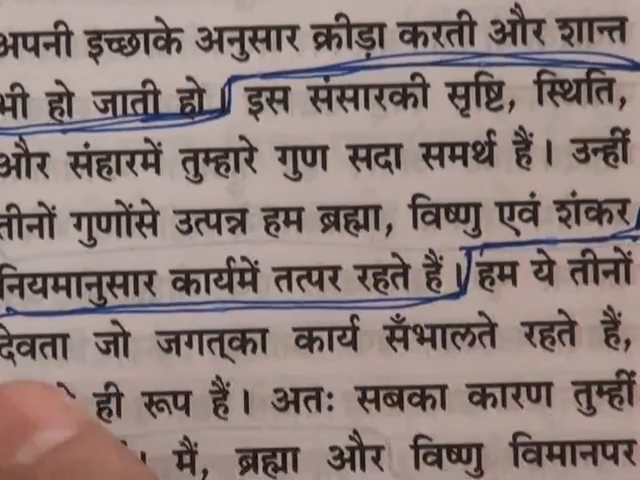 अपनी इच्छाके अनुसार क्रीड़ा करती और शान्त
भी हो जाती हो। इस संसारकी सृष्टि, स्थिति,
और संहारमें तुम्हारे गुण सदा समर्थ हैं। उन्हीं
तीनों गुणोंसे उत्पन्न हम ब्रह्मा, विष्णु एवं शंकर
नियमानुसार कार्यमें तत्पर रहते हैं। हम ये तीनों
देवता जो जगत्का कार्य सँभालते रहते हैं,
ही रूप हैं। अतः सबका कारण तुम्हीं
। मैं, ब्रह्मा और विष्णु विमानपर